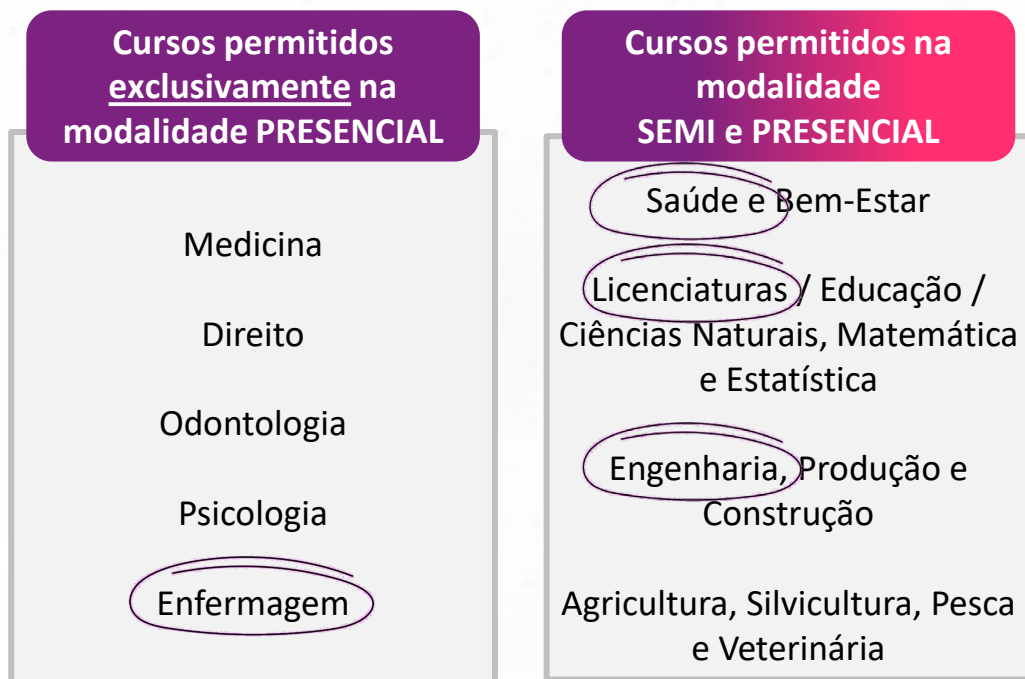 Cursos permitidos
exclusivamente na
modalidade PRESENCIAL
Medicina
Direito
Odontologia
Psicologia
Enfermagem
Cursos permitidos na
modalidade
SEMI e PRESENCIAL
Saúde e Bem-Estar
Licenciaturas / Educação /
Ciências Naturais, Matemática
e Estatística
Engenharia, Produção e
Construção
Agricultura, Silvicultura, Pesca
e Veterinária